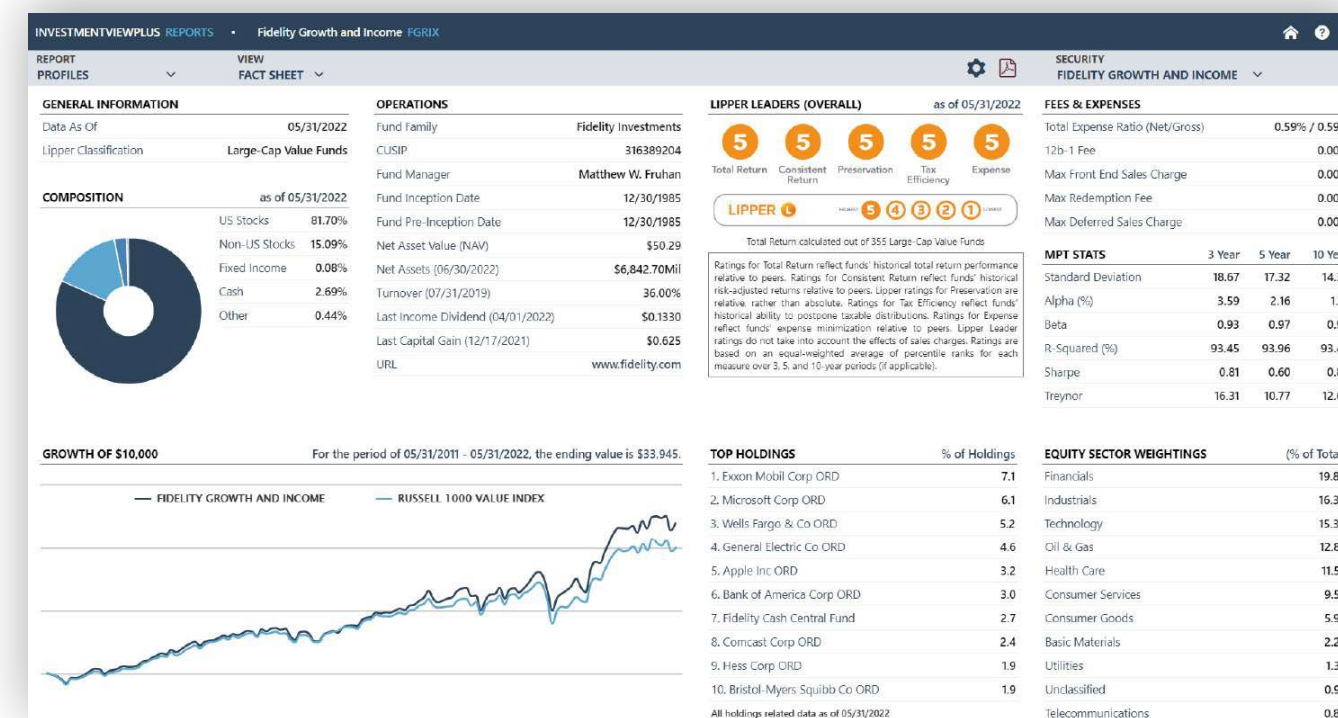 INVESTMENTVIEWPLUS REPORTS • Fidelity Growth and Income FGRIX
REPORT
PROFILES
VIEW
FACT SHEET
SECURITY
FIDELITY GROWTH AND INCOME
GENERAL INFORMATION
Data As Of 05/31/2022
Lipper Classification Large-Cap Value Funds
COMPOSITION as of 05/31/2022
US Stocks 81.70%
Non-US Stocks 15.09%
Fixed Income 0.08%
Cash 2.69%
Other 0.44%
OPERATIONS
Fund Family Fidelity Investments
CUSIP 316389204
Fund Manager Matthew W. Fruhan
Fund Inception Date 12/30/1985
Fund Pre-Inception Date 12/30/1985
Net Asset Value (NAV) $50.29
Net Assets (06/30/2022) $6,842.70Mil
Turnover (07/31/2019) 36.00%
Last Income Dividend (04/01/2022) $0.1330
Last Capital Gain (12/17/2021) $0.625
URL www.fidelity.com
LIPPER LEADERS (OVERALL) as of 05/31/2022
5 5 5 5 5
Total Return Consistent Return Preservation Tax Efficiency Expense
LIPPER L 5 4 3 2 1
Total Return calculated out of 355 Large-Cap Value Funds
Ratings for Total Return reflect funds' historical total return performance
relative to peers. Ratings for Consistent Return reflect funds' historical
risk-adjusted returns relative to peers. Lipper ratings for Preservation are
relative, rather than absolute. Ratings for Tax Efficiency reflect funds'
historical ability to postpone taxable distributions. Ratings for Expense
reflect funds' expense minimization relative to peers. Lipper Leader
ratings do not take into account the effects of sales charges. Ratings are
based on an equal-weighted average of percentile ranks for each
measure over 3, 5, and 10-year periods (if applicable).
FEES & EXPENSES
Total Expense Ratio (Net/Gross) 0.59% / 0.59
12b-1 Fee 0.00
Max Front End Sales Charge 0.00
Max Redemption Fee 0.00
Max Deferred Sales Charge 0.00
MPT STATS 3 Year 5 Year 10 Ye
Standard Deviation 18.67 17.32 14.
Alpha (%) 3.59 2.16 1.
Beta 0.93 0.97 0.
R-Squared (%) 93.45 93.96 93.
Sharpe 0.81 0.60 0.
Treynor 16.31 10.77 12.
GROWTH OF $10,000 For the period of 05/31/2011 - 05/31/2022, the ending value is $33,945.
FIDELITY GROWTH AND INCOME RUSSELL 1000 VALUE INDEX
TOP HOLDINGS % of Holdings
1. Exxon Mobil Corp ORD 7.1
2. Microsoft Corp ORD 6.1
3. Wells Fargo & Co ORD 5.2
4. General Electric Co ORD 4.6
5. Apple Inc ORD 3.2
6. Bank of America Corp ORD 3.0
7. Fidelity Cash Central Fund 2.7
8. Comcast Corp ORD 2.4
9. Hess Corp ORD 1.9
10. Bristol-Myers Squibb Co ORD 1.9
All holdings related data as of 05/31/2022
EQUITY SECTOR WEIGHTINGS (% of Tota
Financials 19.8
Industrials 16.3
Technology 15.3
Oil & Gas 12.8
Health Care 11.5
Consumer Services 9.5
Consumer Goods 5.9
Basic Materials 2.2
Utilities 1.3
Unclassified 0.9
Telecommunications 0.8